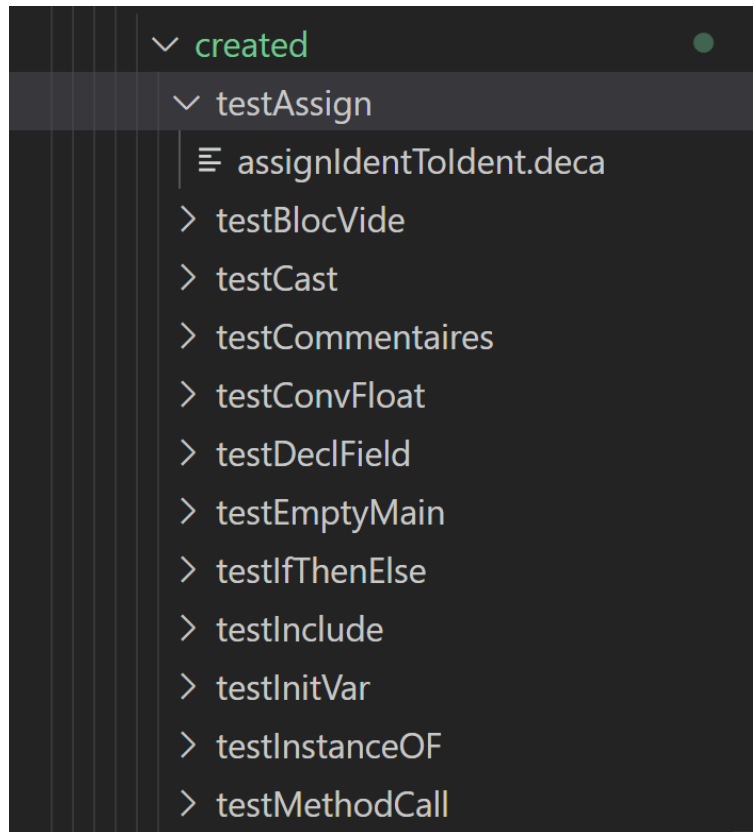 created
testAssign
assignIdentToIdent.deca
testBlocVide
testCast
testCommentaires
testConvFloat
testDeclField
testEmptyMain
testIfThenElse
testInclude
testInitVar
testInstanceOF
testMethodCall